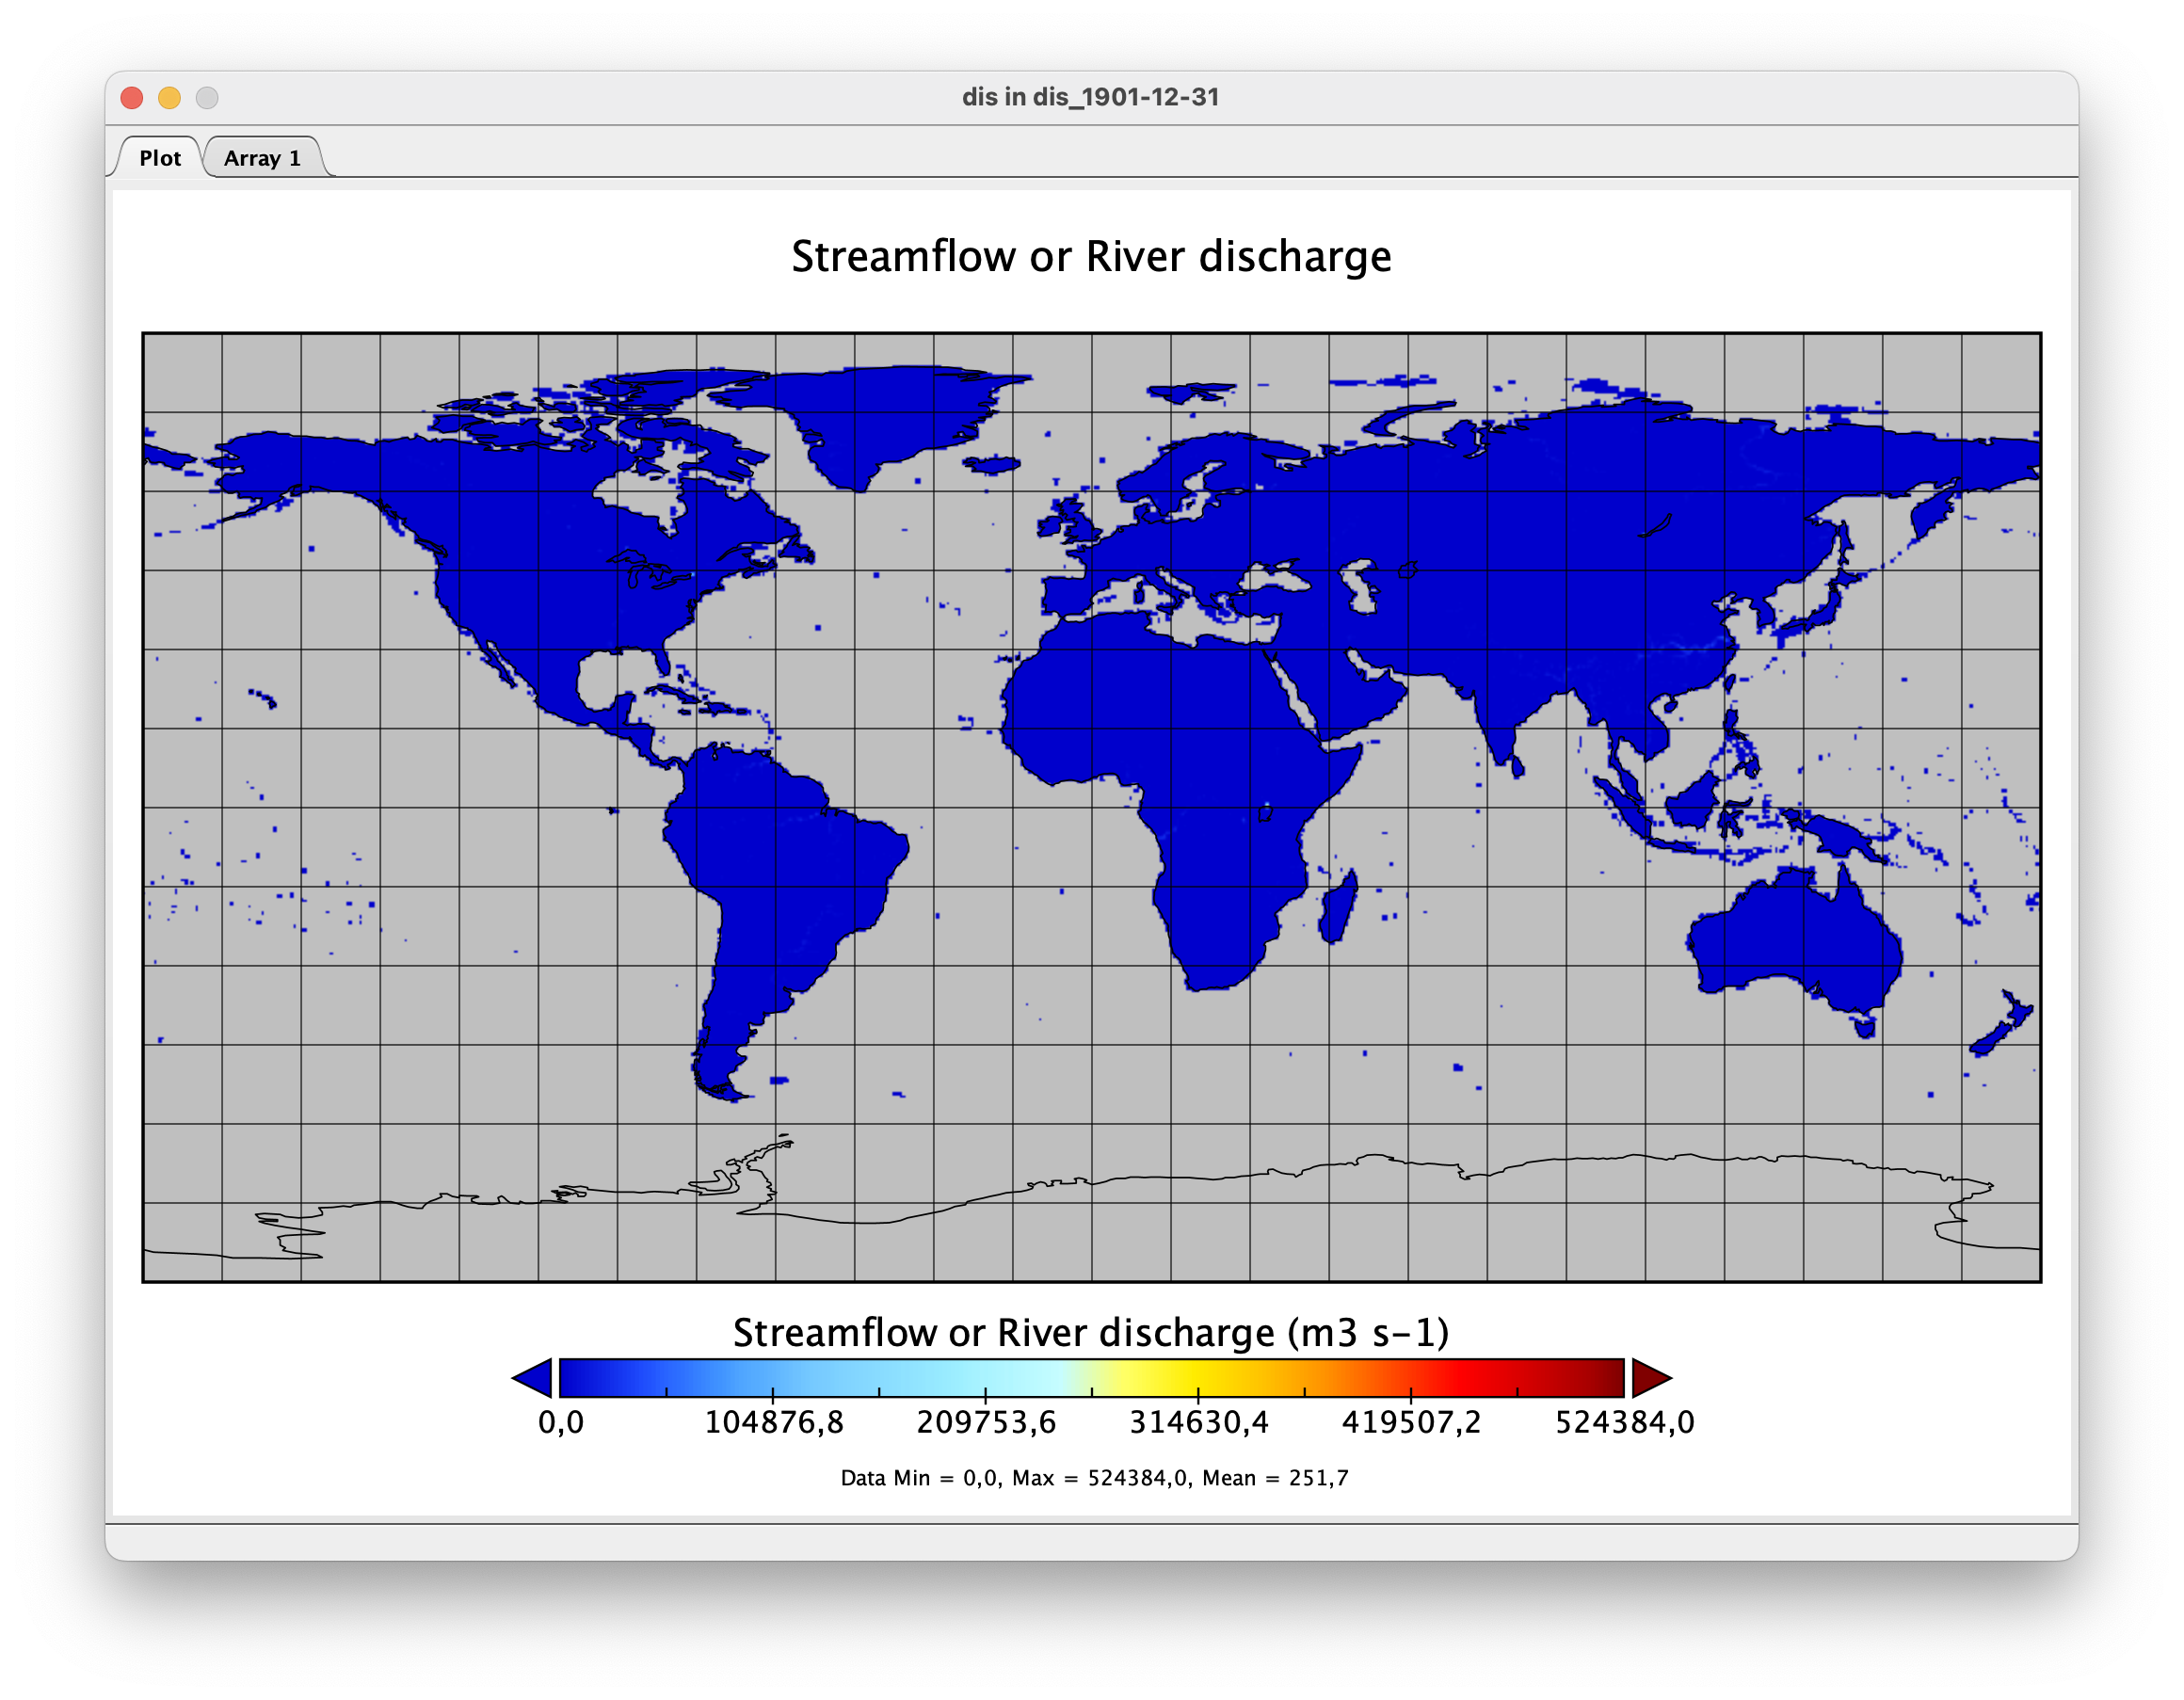 dis in dis_1901-12-31
Plot
Array 1
Streamflow or River discharge
Streamflow or River discharge (m3 s-1)
0,0 104876,8 209753,6 314630,4 419507,2 524384,0
Data Min = 0,0, Max = 524384,0, Mean = 251,7